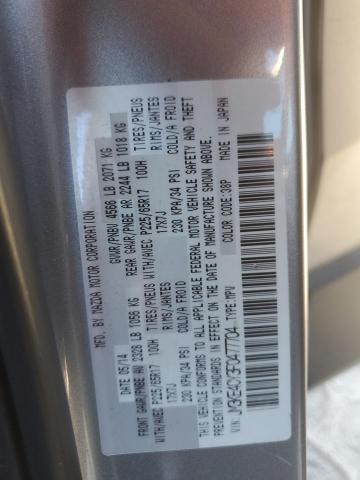 MFD BY MAZDA MOTOR CORPORATION
DATE 05/14 GVWR/PNBV 4566 LB 2071 KG
FRONT GAWR/PNBE AV 2328 LB 1056 KG REAR GAWR/PNBE AR 2244 LB 1018 KG
WITH/AVEC P225/65R17 100H TIRES/PNEUS WITH/AVEC P225/65R17 100H TIRES/PNEUS
17X7J RIMS/JANTES 17X7J RIMS/JANTES
230 KPA/34 PSI COLD/A FROID 230 KPA/34 PSI COLD/A FROID
THIS VEHICLE CONFORMS TO ALL APPLICABLE FEDERAL MOTOR VEHICLE SAFETY AND THEFT
PREVENTION STANDARDS IN EFFECT ON THE DATE OF MANUFACTURE SHOWN ABOVE.
COLOR CODE:38P MADE IN JAPAN
VIN: TYPE:MPV